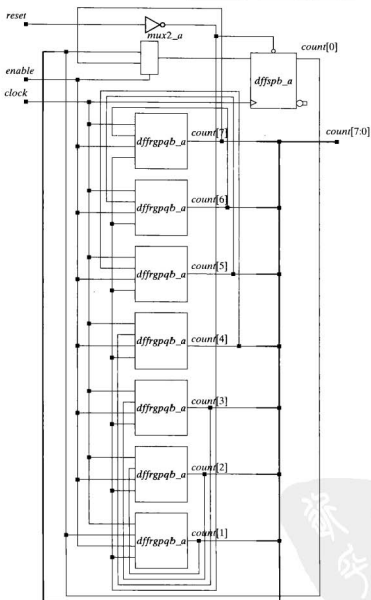 reset
mux2_a
count[0]
enable
dffspb_a
clock
count[7]
count[7:0]
dffrgpqb_a
count[6]
dffrgpqb_a
count[5]
dffrgpqb_a
count[4]
dffrgpqb_a
count[3]
dffrgpqb_a
count[2]
dffrgpqb_a
count[1]
dffrgpqb_a